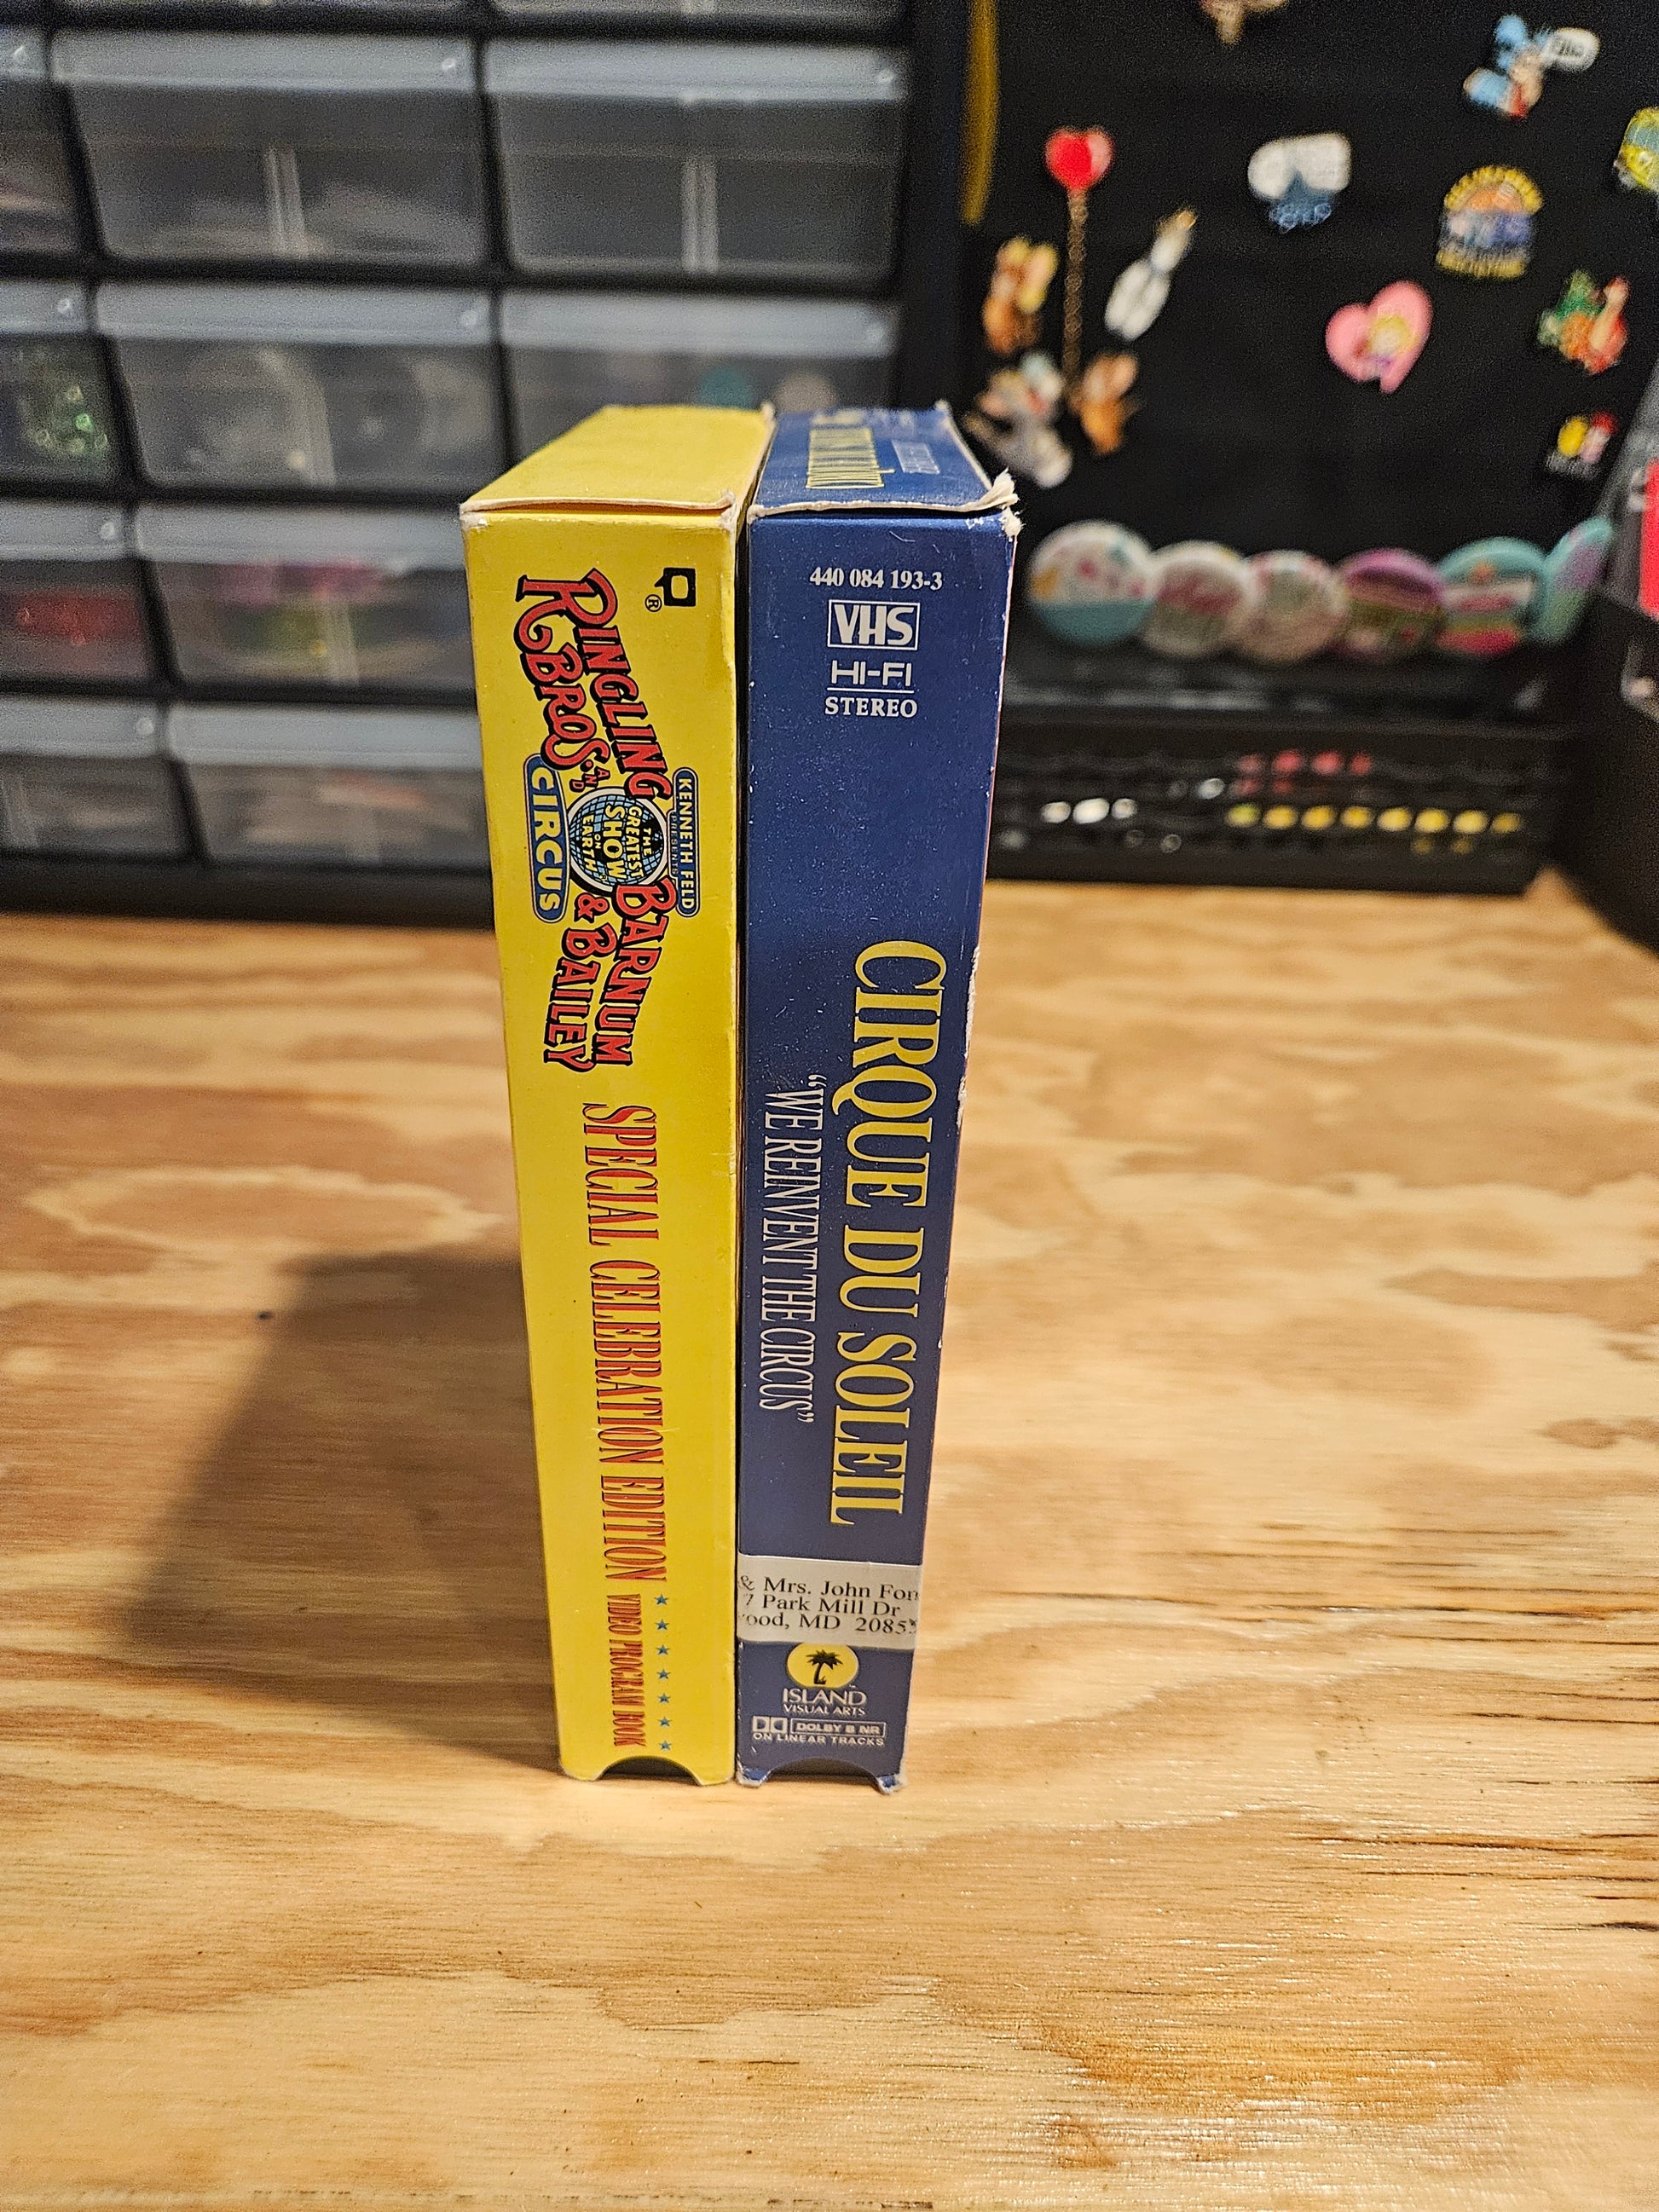 RINGLING
BROS. AND
BARNUM
& BAILEY
KENNETH FELD
PRESENTS
THE
GREATEST
SHOW
ON
EARTH
CIRCUS
®
SPECIAL CELEBRATION EDITION
VIDEO PROGRAM BOOK
440 084 193-3
VHS
HI-FI
STEREO
CIRQUE DU SOLEIL
"WE REINVENT THE CIRCUS"
& Mrs. John Fon
7 Park Mill Dr
ood, MD 2085
ISLAND
VISUAL ARTS
DOLBY B NR
ON LINEAR TRACKS